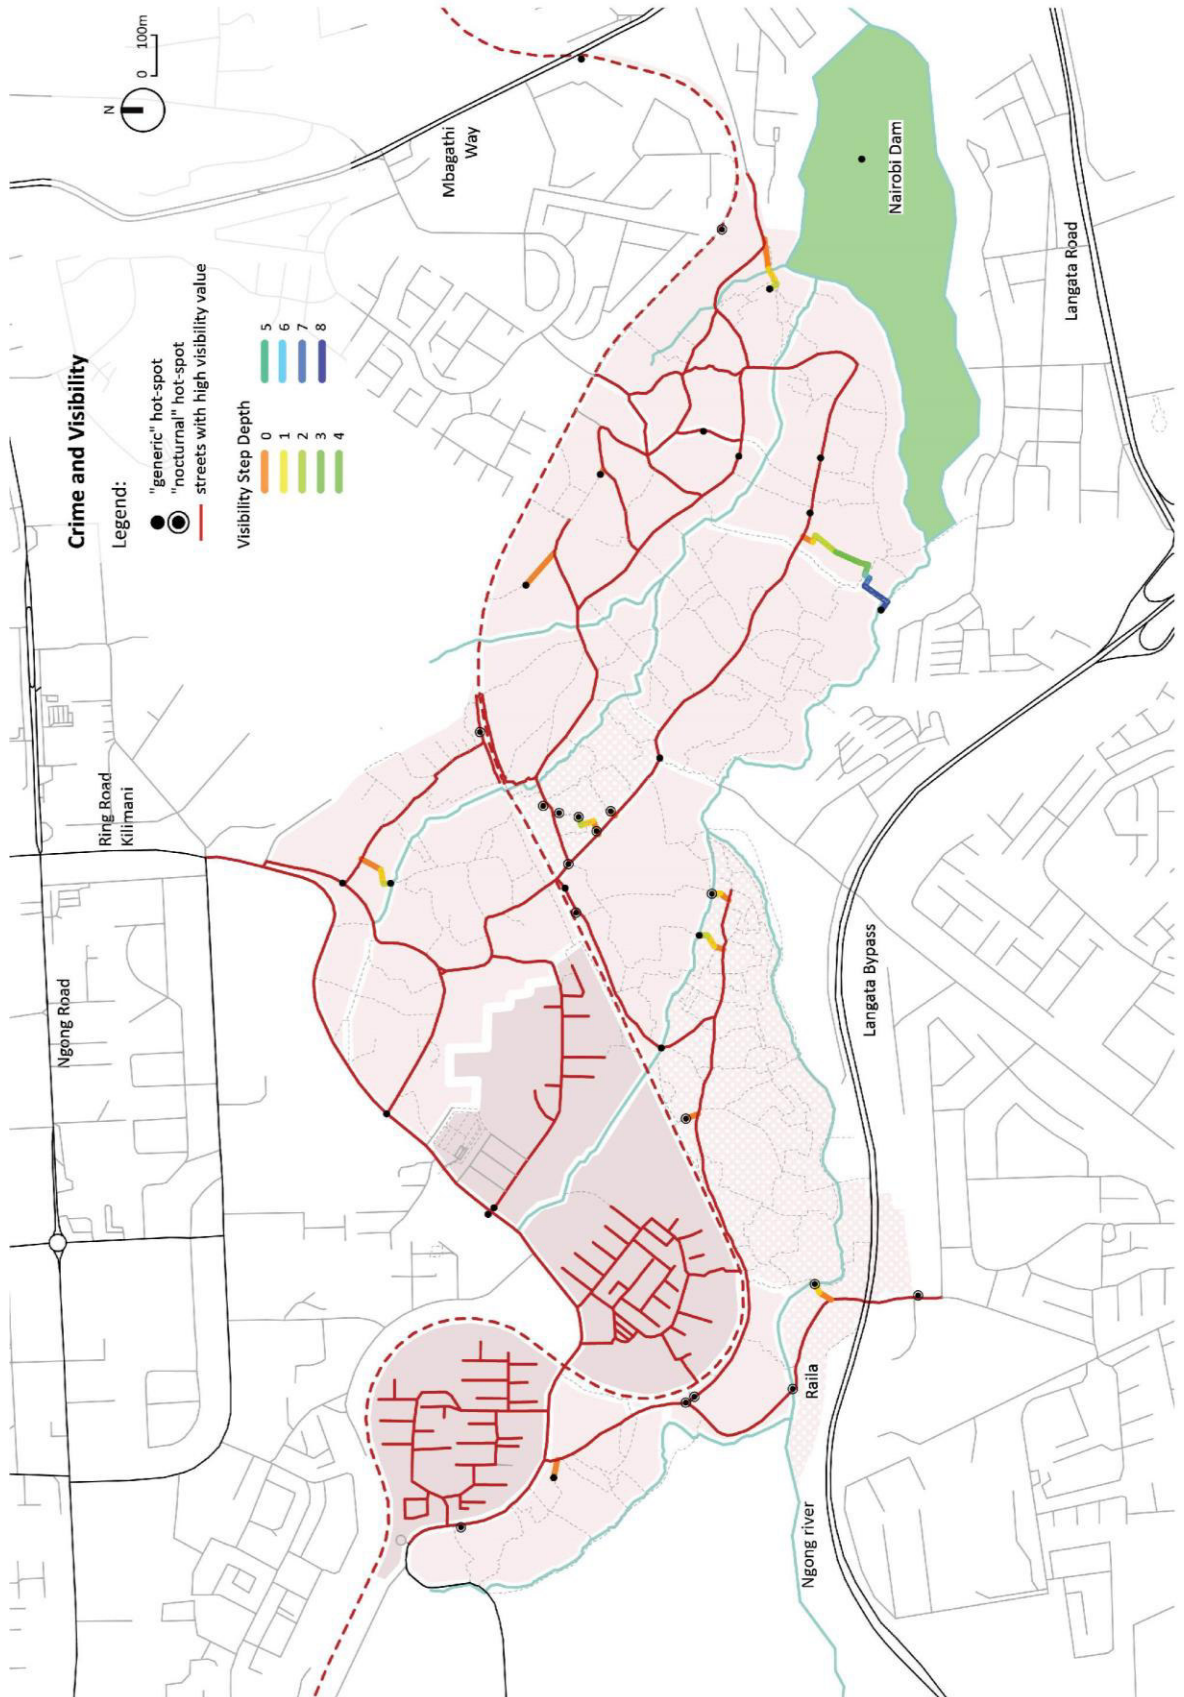 Crime and Visibility
Legend:
"generic" hot-spot
"nocturnal" hot-spot
streets with high visibility value
Visibility Step Depth
0
1
2
3
4
5
6
7
8
N
0 100m
Ngong Road
Ring Road
Kilimani
Mbagathi
Way
Nairobi Dam
Langata Road
Langata Bypass
Raila
Ngong river